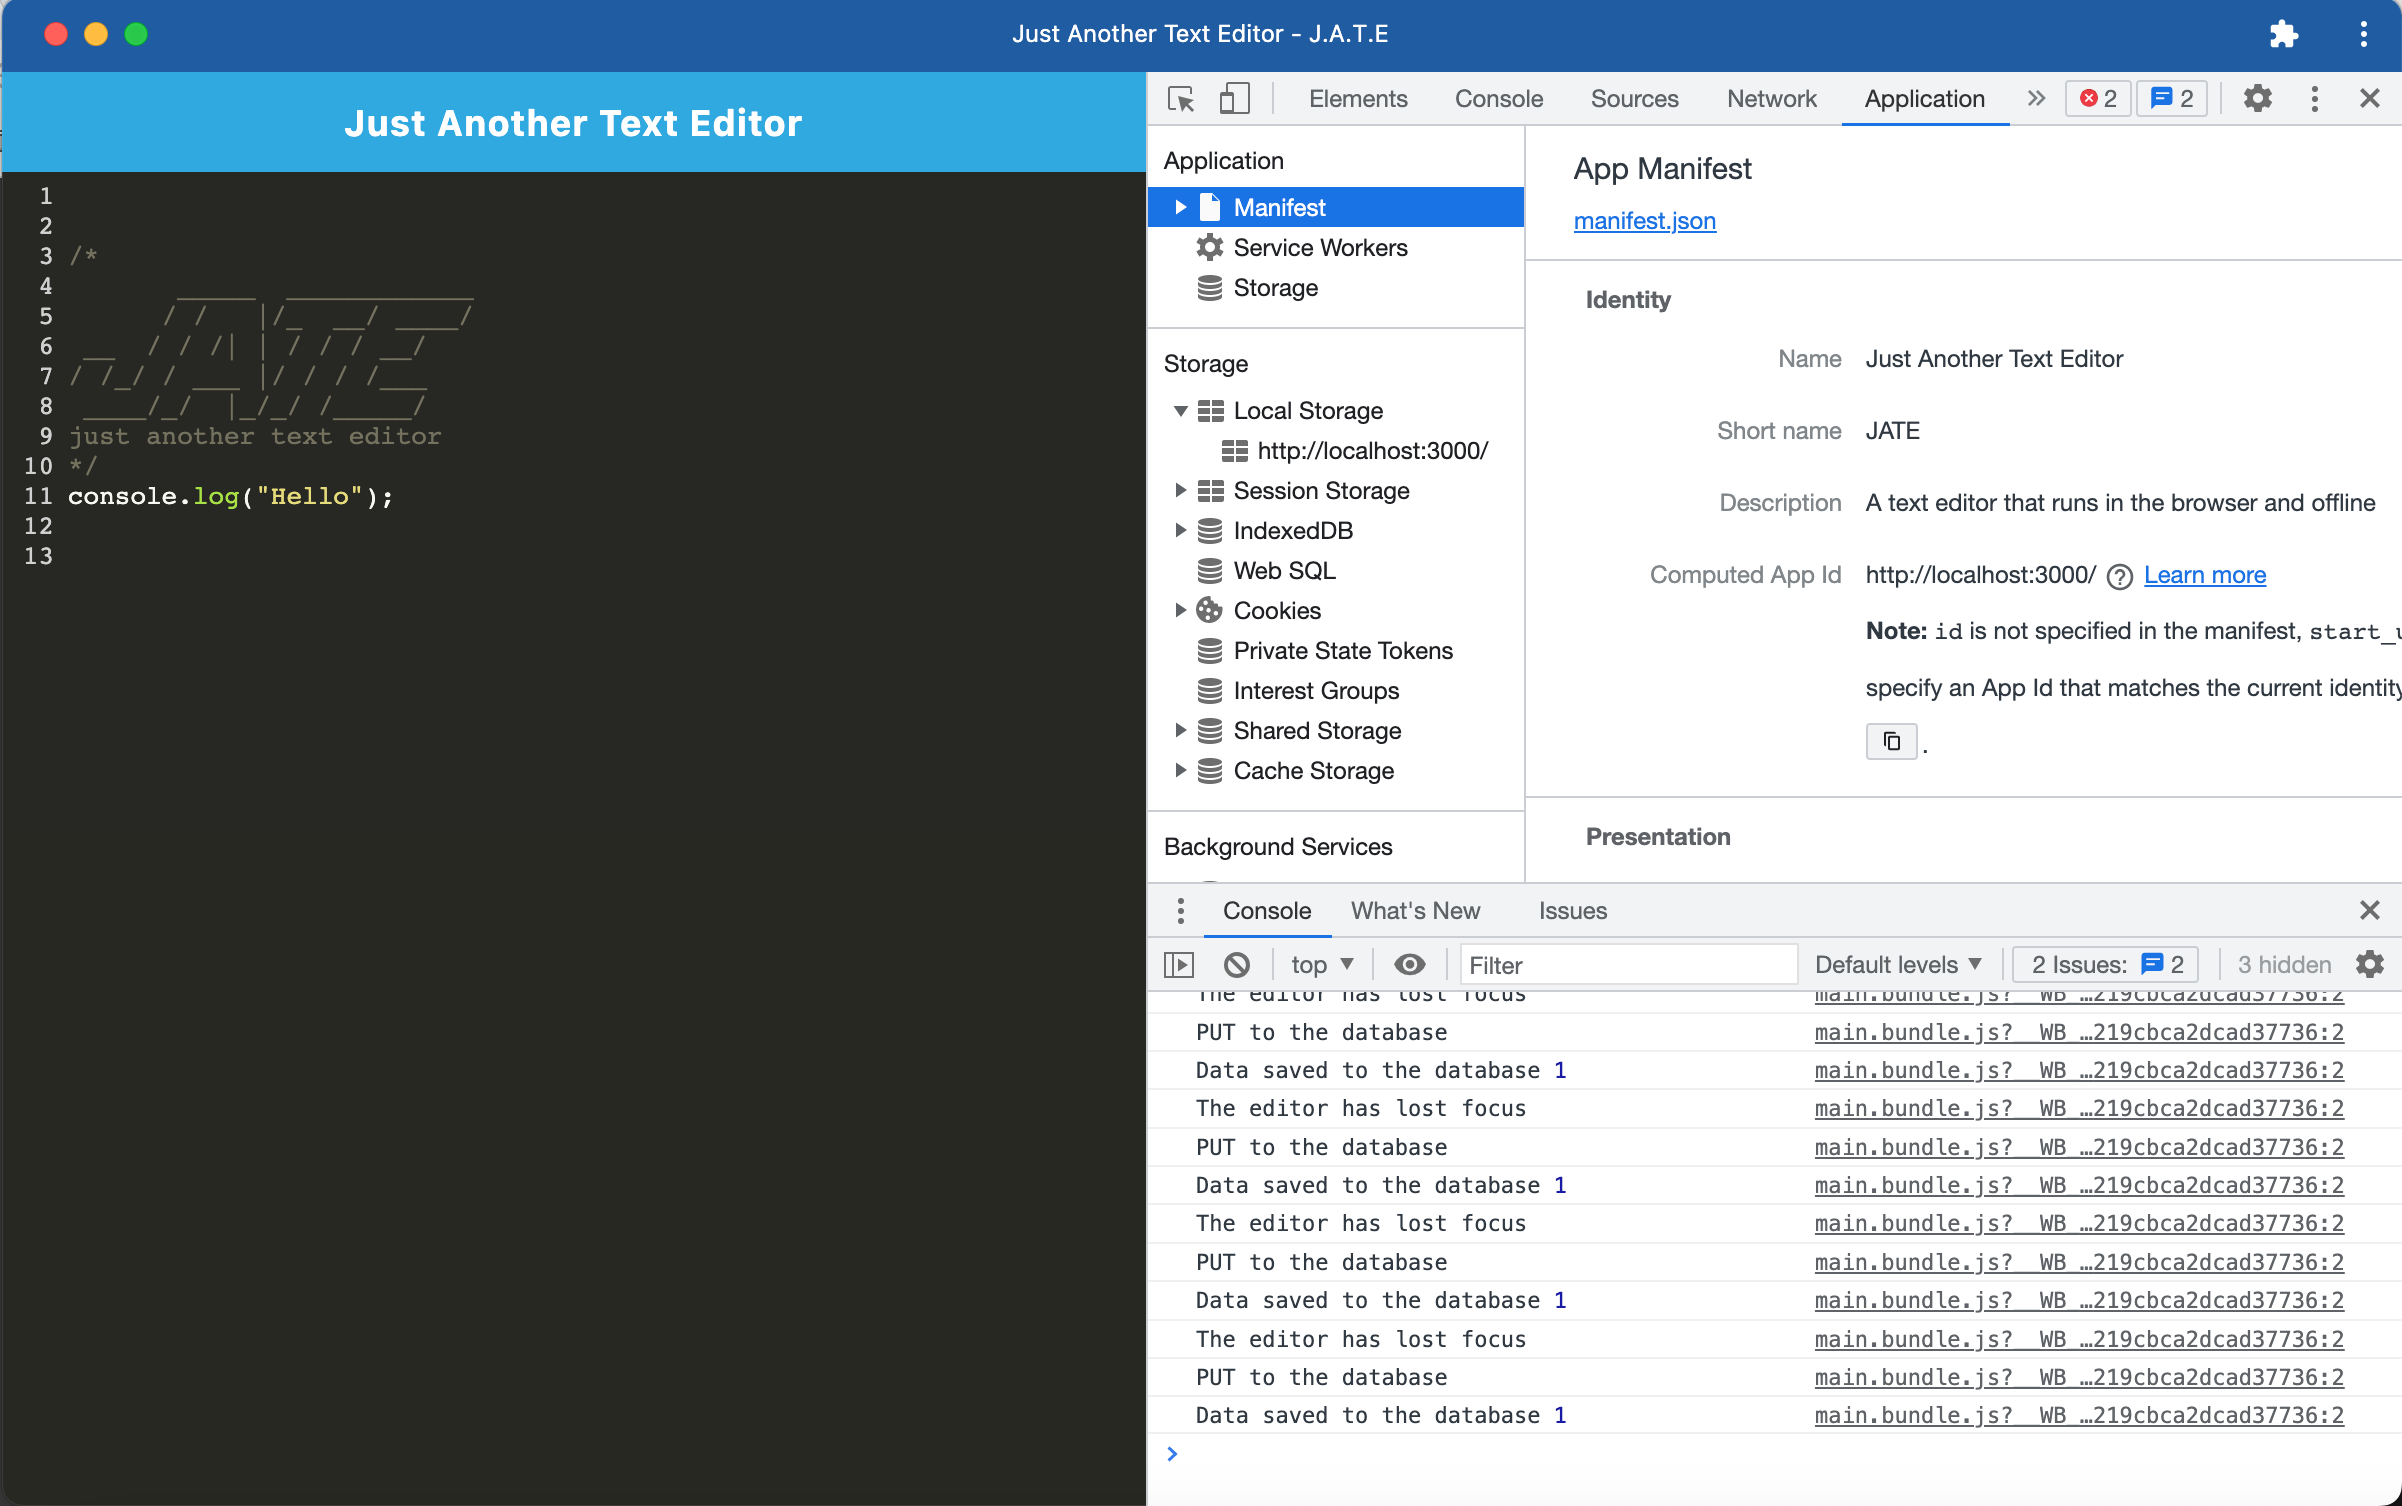 Just Another Text Editor - J.A.T.E
Just Another Text Editor
1
2
3 /*
4         ______  ____________
5       / /   |/_  __/ ____/
6  __  / / /| | / / / __/
7 / /_/ / ___ |/ / / /___
8  ____/_/  |_/_/ /_____/
9 just another text editor
10 */
11 console.log("Hello");
12
13
Elements Console Sources Network Application » 2 2
Application
Manifest
Service Workers
Storage
Storage
Local Storage
http://localhost:3000/
Session Storage
IndexedDB
Web SQL
Cookies
Private State Tokens
Interest Groups
Shared Storage
Cache Storage
Background Services
App Manifest
manifest.json
Identity
Name Just Another Text Editor
Short name JATE
Description A text editor that runs in the browser and offline
Computed App Id http://localhost:3000/ Learn more
Note: id is not specified in the manifest, start_u
specify an App Id that matches the current identity
.
Presentation
Console What's New Issues
top Filter Default levels 2 Issues: 2 3 hidden
The editor has lost focus main.bundle.js?__WB_…219cbca2dcad37736:2
PUT to the database main.bundle.js?__WB_…219cbca2dcad37736:2
Data saved to the database 1 main.bundle.js?__WB_…219cbca2dcad37736:2
The editor has lost focus main.bundle.js?__WB_…219cbca2dcad37736:2
PUT to the database main.bundle.js?__WB_…219cbca2dcad37736:2
Data saved to the database 1 main.bundle.js?__WB_…219cbca2dcad37736:2
The editor has lost focus main.bundle.js?__WB_…219cbca2dcad37736:2
PUT to the database main.bundle.js?__WB_…219cbca2dcad37736:2
Data saved to the database 1 main.bundle.js?__WB_…219cbca2dcad37736:2
The editor has lost focus main.bundle.js?__WB_…219cbca2dcad37736:2
PUT to the database main.bundle.js?__WB_…219cbca2dcad37736:2
Data saved to the database 1 main.bundle.js?__WB_…219cbca2dcad37736:2
>